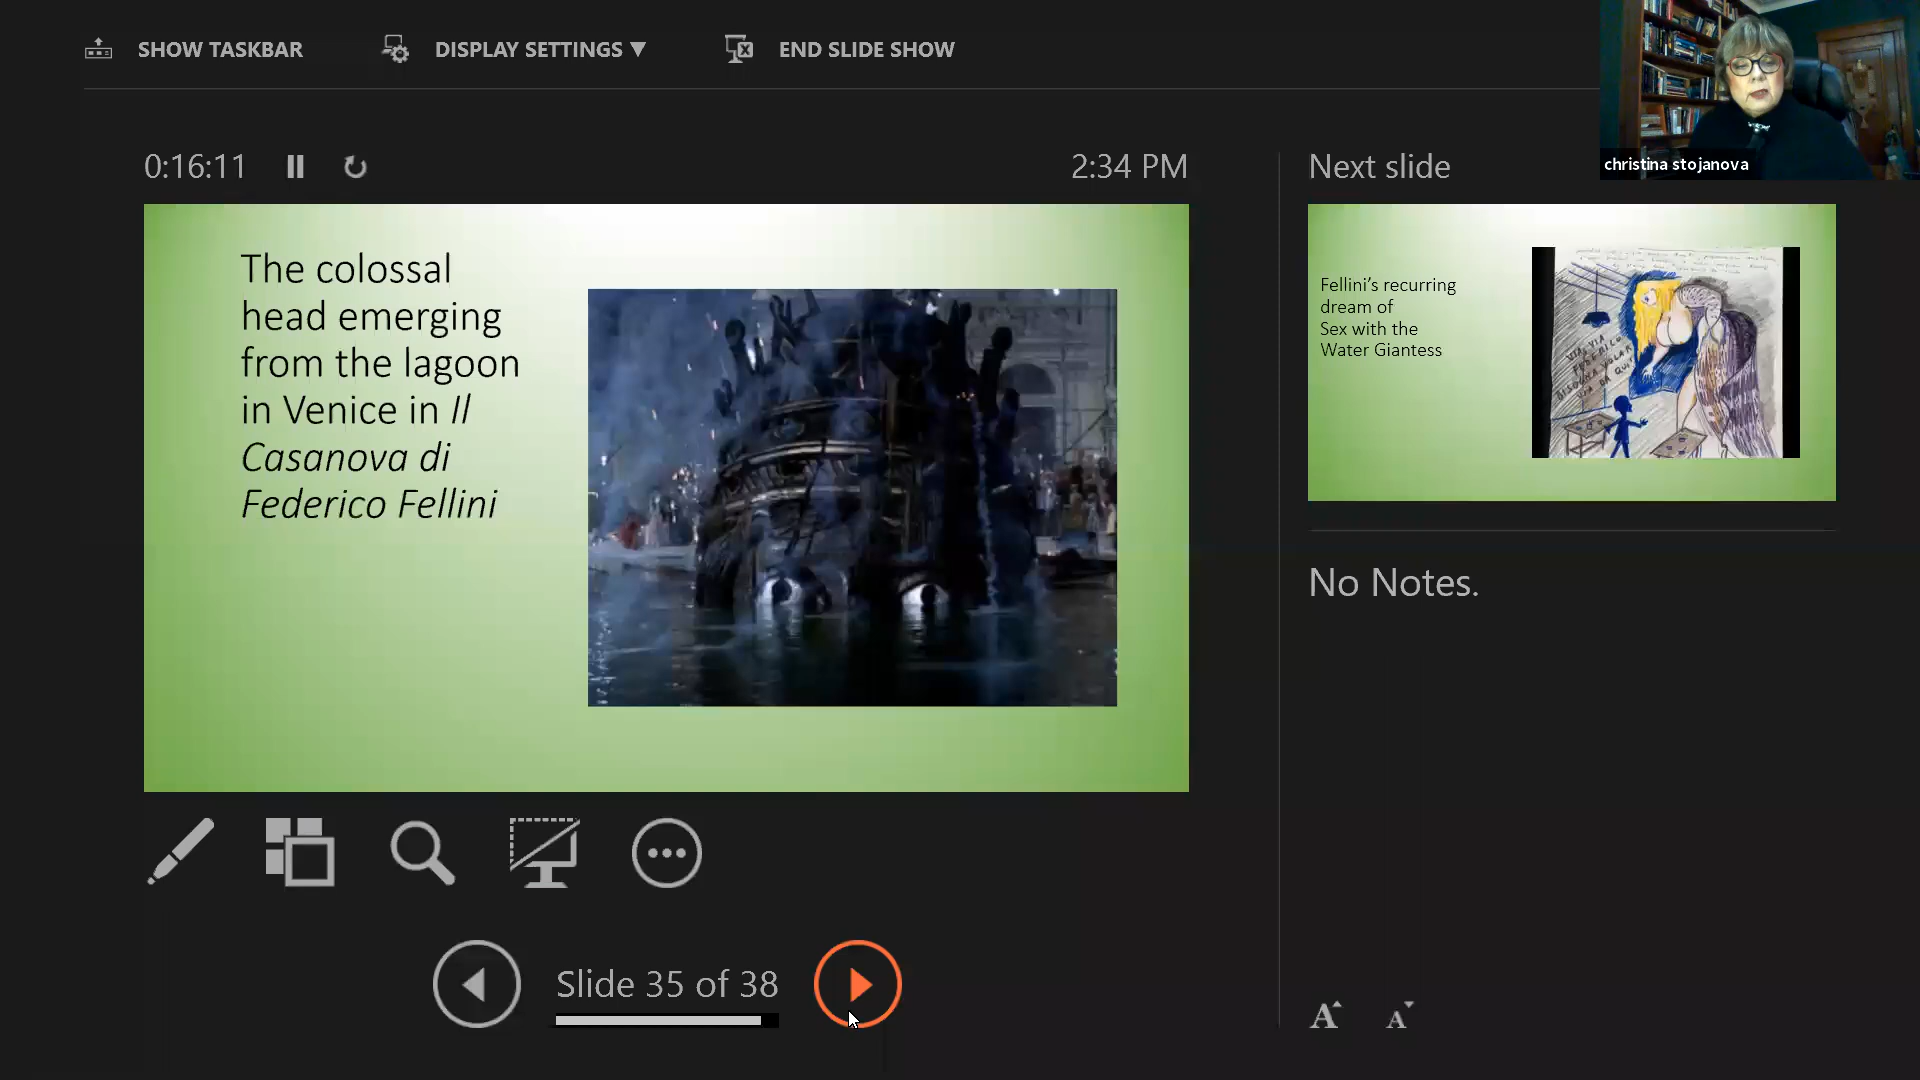 SHOW TASKBAR
DISPLAY SETTINGS ▼
END SLIDE SHOW
christina stojanova
0:16:11
2:34 PM
Next slide
The colossal
head emerging
from the lagoon
in Venice in Il
Casanova di
Federico Fellini
Fellini's recurring
dream of
Sex with the
Water Giantess
VIA, VIA
No Notes.
Slide 35 of 38
A
A